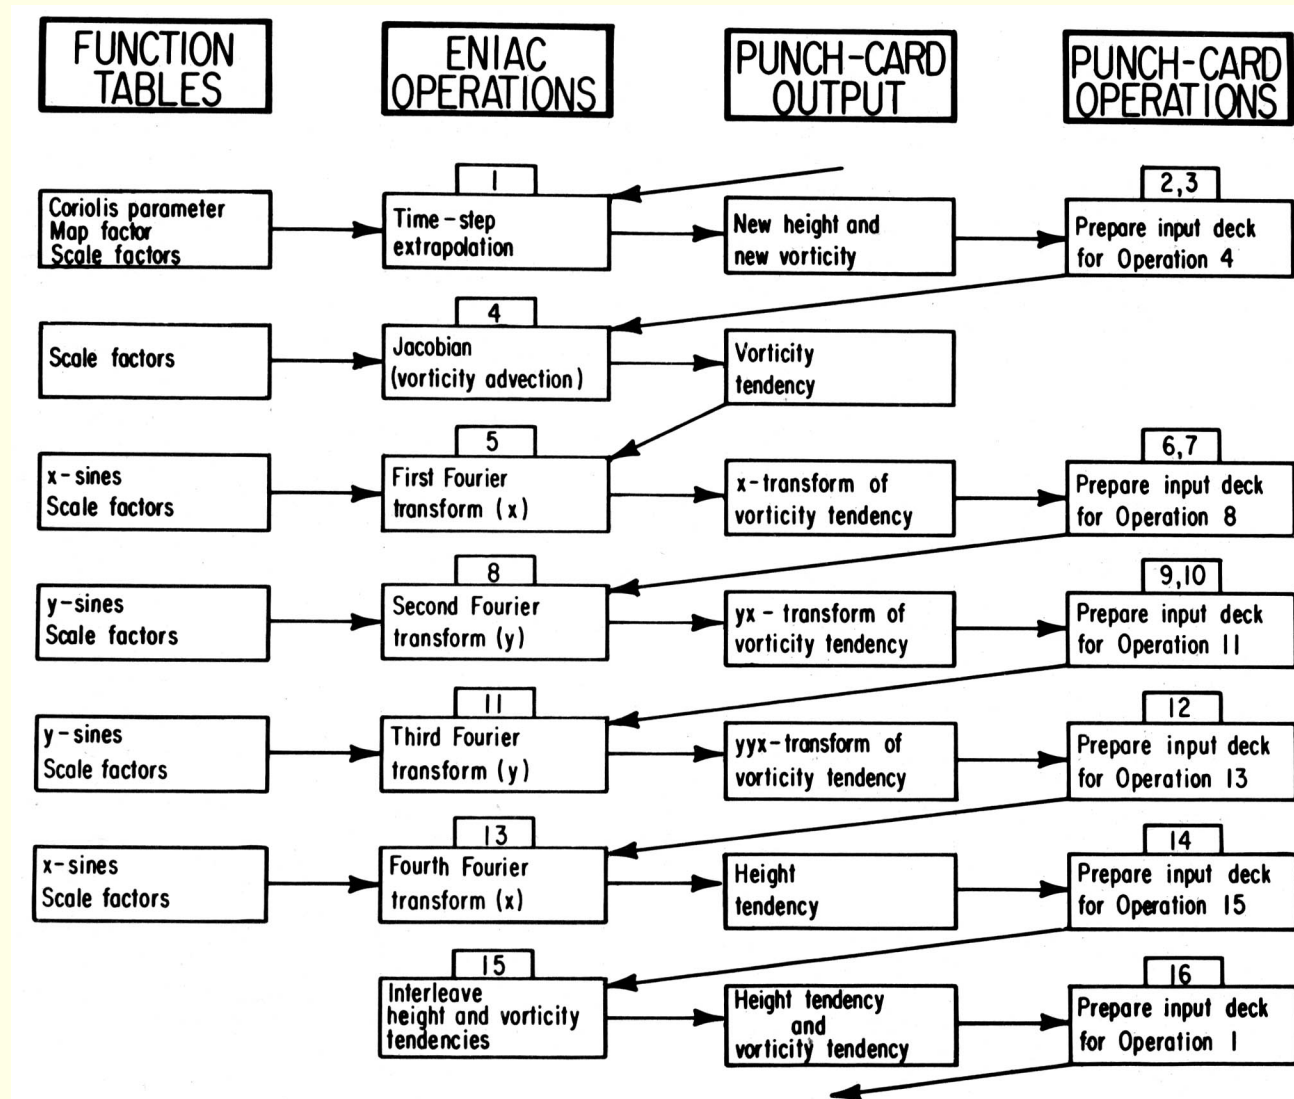 FUNCTION
TABLES
ENIAC
OPERATIONS
PUNCH-CARD
OUTPUT
PUNCH-CARD
OPERATIONS
Coriolis parameter
Map factor
Scale factors
1
Time-step
extrapolation
New height and
new vorticity
2,3
Prepare input deck
for Operation 4
Scale factors
4
Jacobian
(vorticity advection)
Vorticity
tendency
x-sines
Scale factors
5
First Fourier
transform (x)
x-transform of
vorticity tendency
6,7
Prepare input deck
for Operation 8
y-sines
Scale factors
8
Second Fourier
transform (y)
yx-transform of
vorticity tendency
9,10
Prepare input deck
for Operation 11
y-sines
Scale factors
11
Third Fourier
transform (y)
yyx-transform of
vorticity tendency
12
Prepare input deck
for Operation 13
x-sines
Scale factors
13
Fourth Fourier
transform (x)
Height
tendency
14
Prepare input deck
for Operation 15
15
Interleave
height and vorticity
tendencies
Height tendency
and
vorticity tendency
16
Prepare input deck
for Operation 1